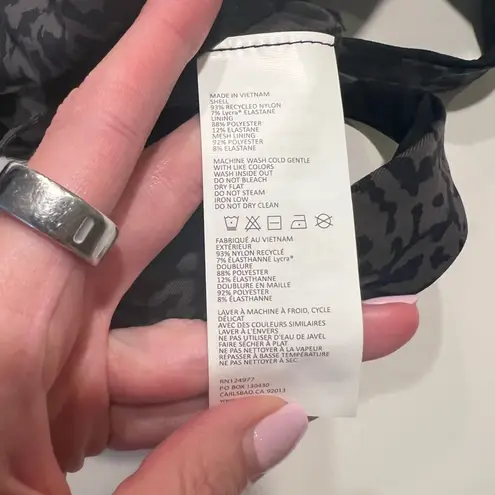 MADE IN VIETNAM
SHELL
93% RECYCLED NYLON
7% Lycra® ELASTANE
LINING
88% POLYESTER
12% ELASTANE
MESH LINING
92% POLYESTER
8% ELASTANE
MACHINE WASH COLD GENTLE
WITH LIKE COLORS
WASH INSIDE OUT
DO NOT BLEACH
DRY FLAT
DO NOT STEAM
IRON LOW
DO NOT DRY CLEAN
FABRIQUÉ AU VIETNAM
EXTÉRIEUR
93% NYLON RECYCLÉ
7% ÉLASTHANNE Lycra®
DOUBLURE
88% POLYESTER
12% ÉLASTHANNE
DOUBLURE EN MAILLE
92% POLYESTER
8% ÉLASTHANNE
LAVER À MACHINE À FROID, CYCLE
DÉLICAT
AVEC DES COULEURS SIMILAIRES
LAVER À L'ENVERS
NE PAS UTILISER D'EAU DE JAVEL
FAIRE SÉCHER À PLAT
NE PAS NETTOYER À LA VAPEUR
REPASSER À BASSE TEMPÉRATURE
NE PAS NETTOYER À SEC
RN124977
PO BOX 130430
CARLSBAD, CA 92013